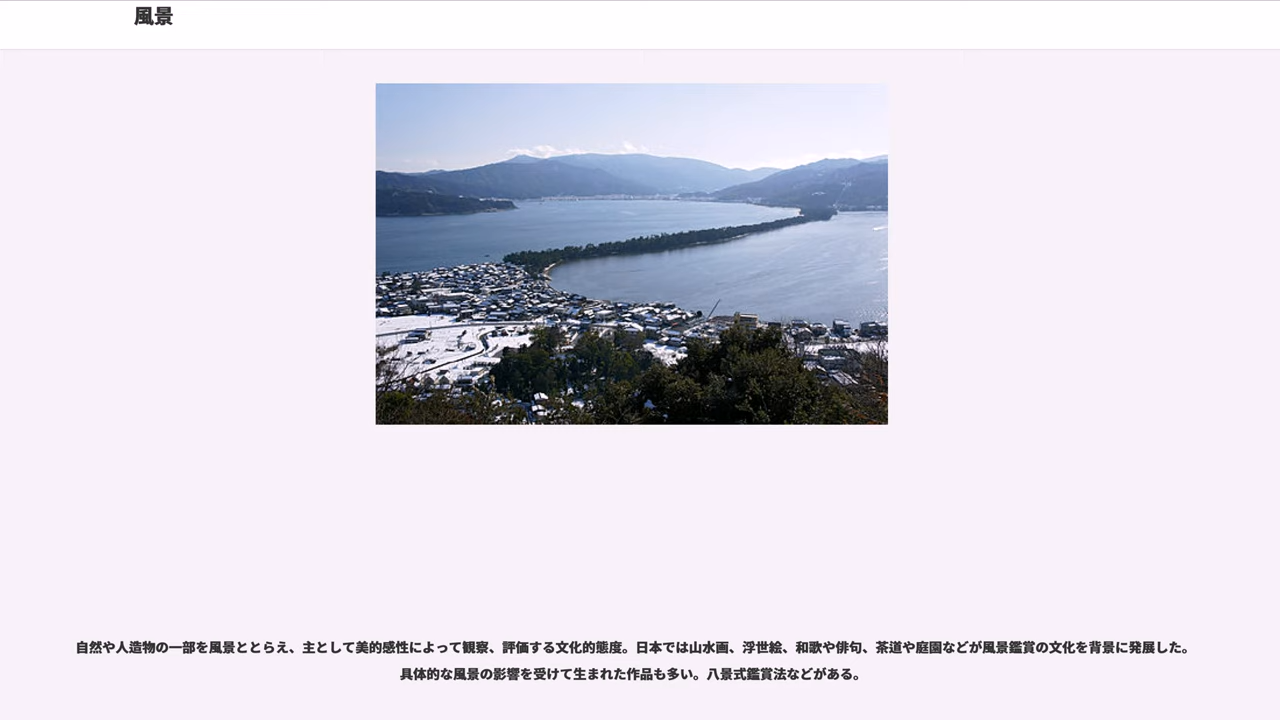 風景
自然や人造物の一部を風景ととらえ、主として美的感性によって観察、評価する文化的態度。日本では山水画、浮世絵、和歌や俳句、茶道や庭園などが風景鑑賞の文化を背景に発展した。
具体的な風景の影響を受けて生まれた作品も多い。八景式鑑賞法などがある。